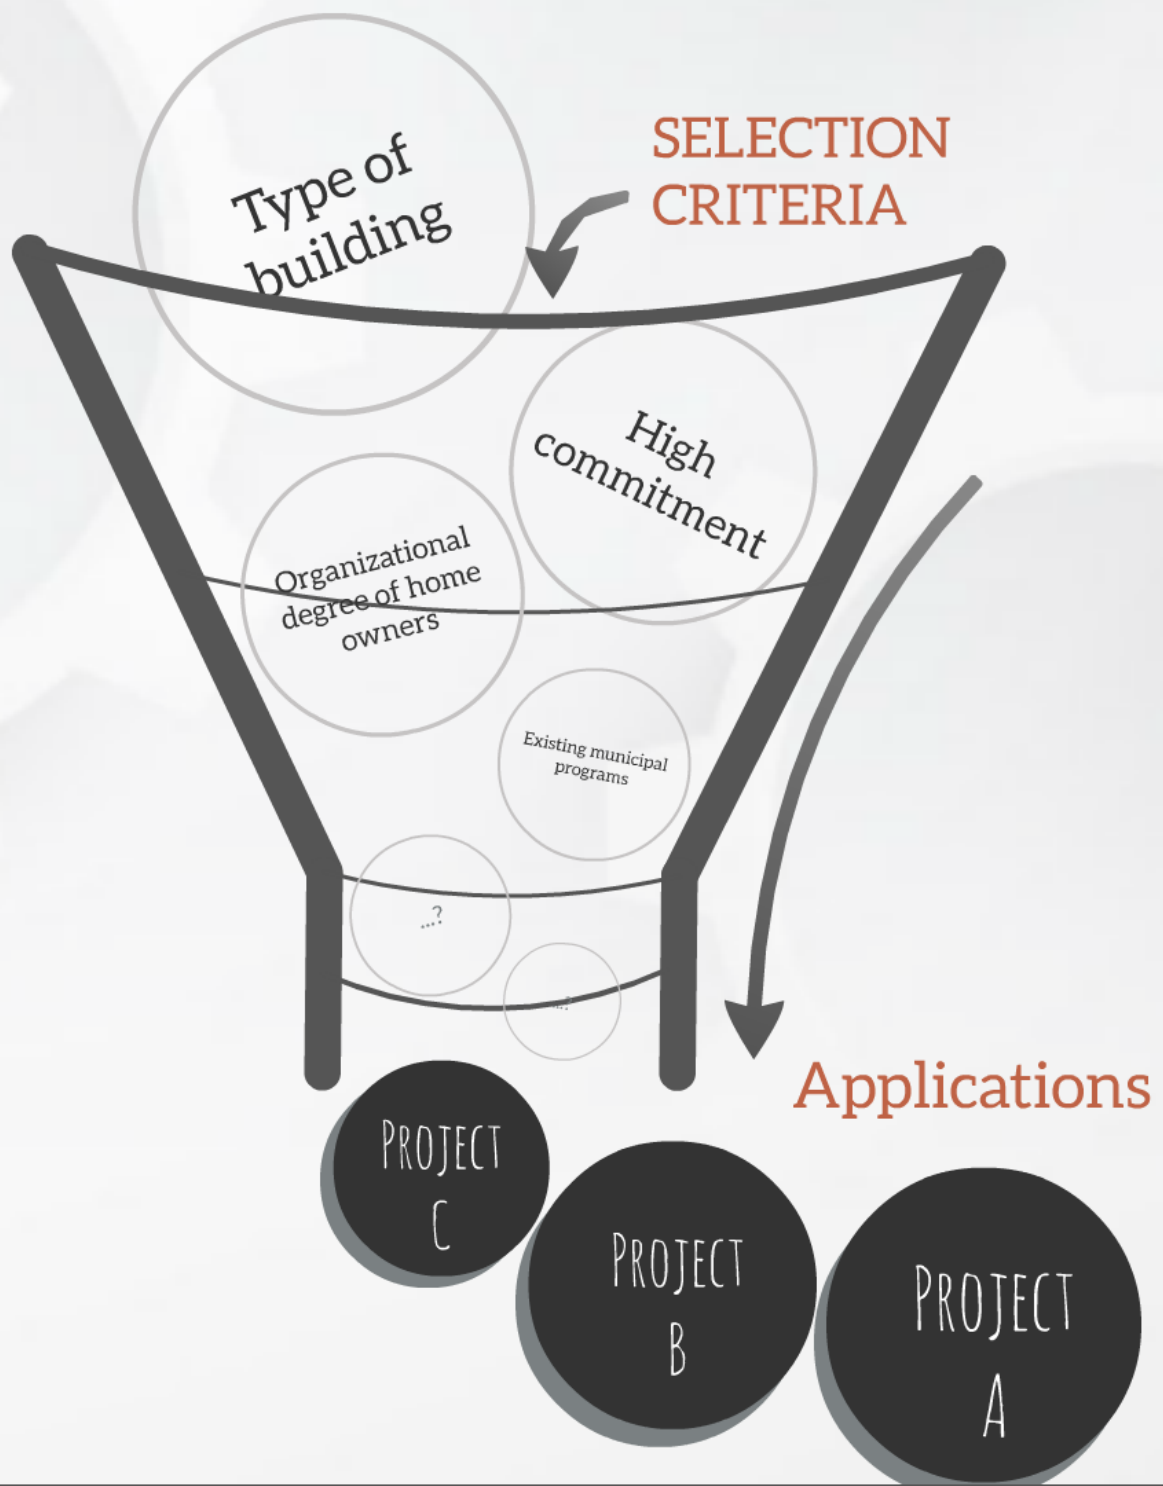 Type of
building
SELECTION
CRITERIA
High
commitment
Organizational
degree of home
owners
Existing municipal
programs
...?
...?
Applications
PROJECT
C
PROJECT
B
PROJECT
A